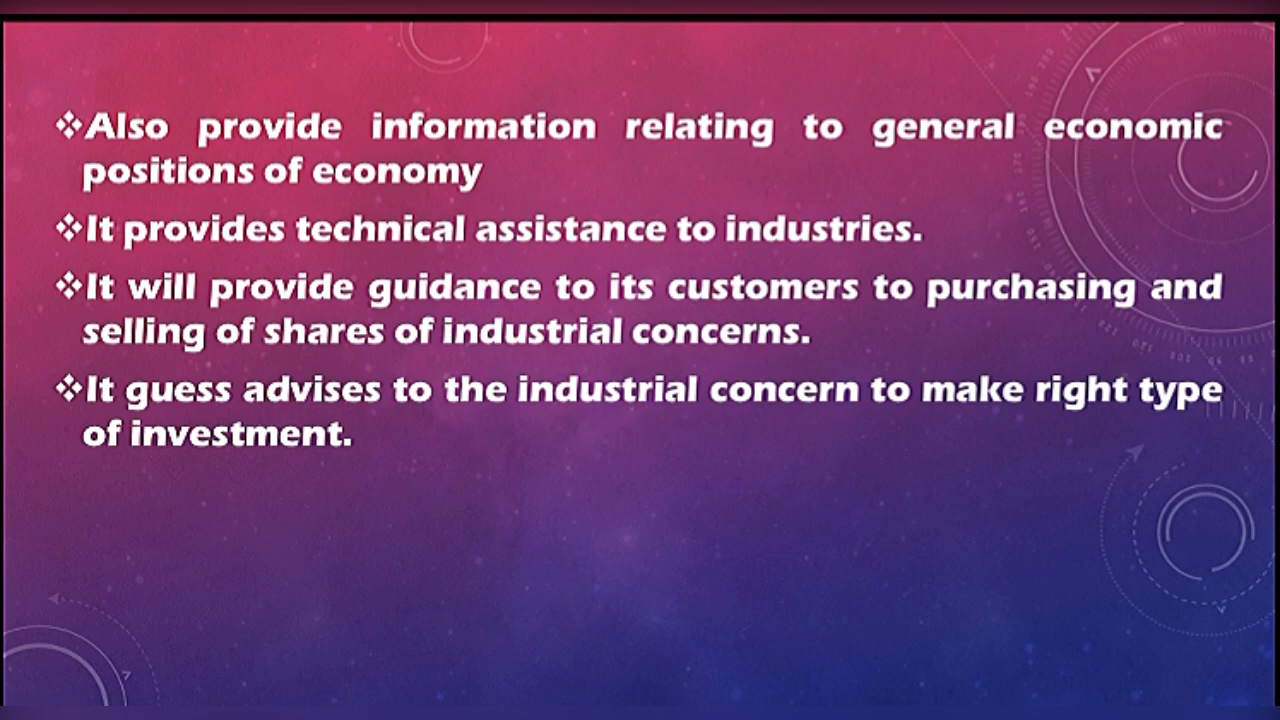 ❖Also provide information relating to general economic
positions of economy
❖It provides technical assistance to industries.
❖It will provide guidance to its customers to purchasing and
selling of shares of industrial concerns.
❖It guess advises to the industrial concern to make right type
of investment.